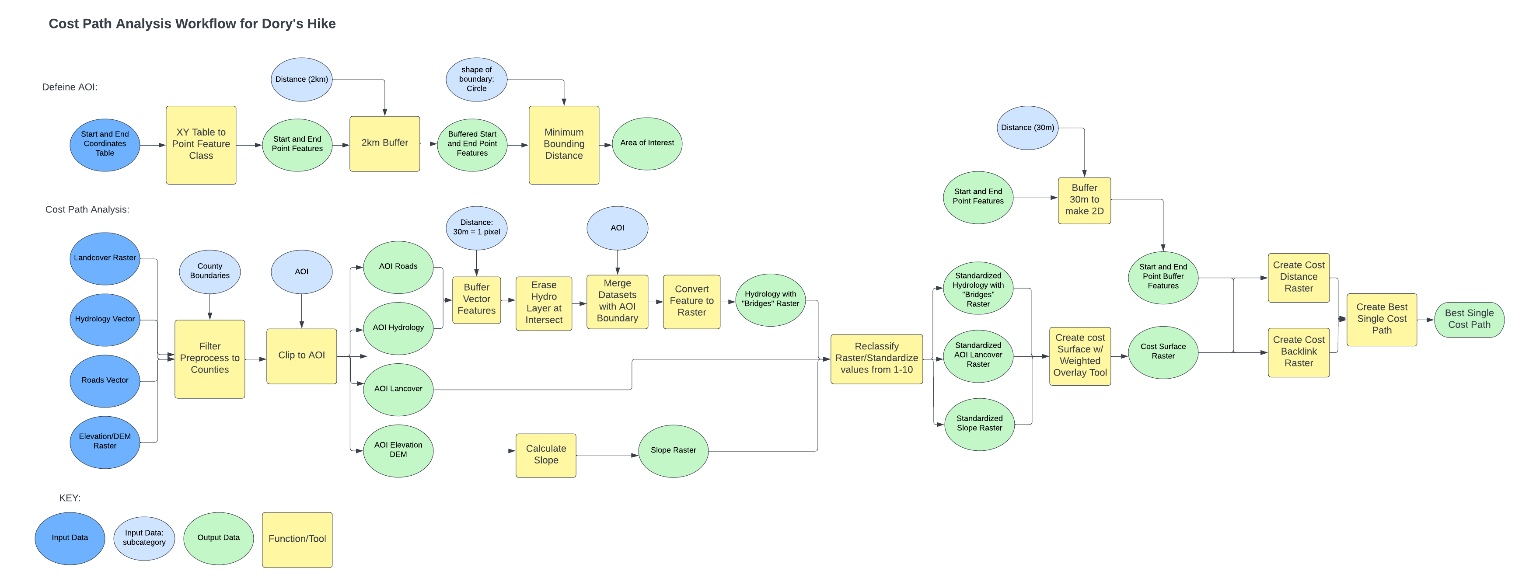 Cost Path Analysis Workflow for Dory's Hike
Defeine AOI:
Distance (2km)
shape of
boundary:
Circle
Start and End
Coordinates
Table
XY Table to
Point Feature
Class
Start and End
Point Features
2km Buffer
Buffered Start
and End Point
Features
Minimum
Bounding
Distance
Area of Interest
Distance (30m)
Start and End
Point Features
Buffer
30m to
make 2D
Cost Path Analysis:
Landcover Raster
Hydrology Vector
Roads Vector
Elevation/DEM
Raster
County
Boundaries
Filter
Preprocess to
Counties
AOI
Clip to AOI
AOI Roads
AOI Hydrology
AOI Lancover
AOI Elevation
DEM
Distance:
30m = 1 pixel
Buffer
Vector
Features
Erase
Hydro
Layer at
Intersect
AOI
Merge
Datasets
with AOI
Boundary
Convert
Feature to
Raster
Hydrology with
"Bridges" Raster
Calculate
Slope
Slope Raster
Reclassify
Raster/Standardize
values from 1-10
Standardized
Hydrology with
"Bridges"
Raster
Standardized
AOI Lancover
Raster
Standardized
Slope Raster
Create cost
Surface w/
Weighted
Overlay Tool
Start and End
Point Buffer
Features
Cost Surface
Raster
Create Cost
Distance
Raster
Create Cost
Backlink
Raster
Create Best
Single Cost
Path
Best Single
Cost Path
KEY:
Input Data
Input Data:
subcategory
Output Data
Function/Tool